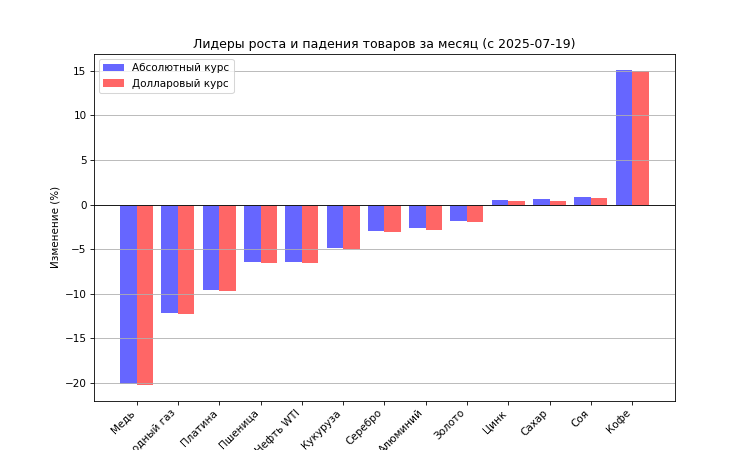 Лидеры роста и падения товаров за месяц (с 2025-07-19)
Абсолютный курс
Долларовый курс
Изменение (%)
15
10
5
0
−5
−10
−15
−20
Медь
одный газ
Платина
Пшеница
Нефть WTI
Кукуруза
Серебро
Алюминий
Золото
Цинк
Сахар
Соя
Кофе